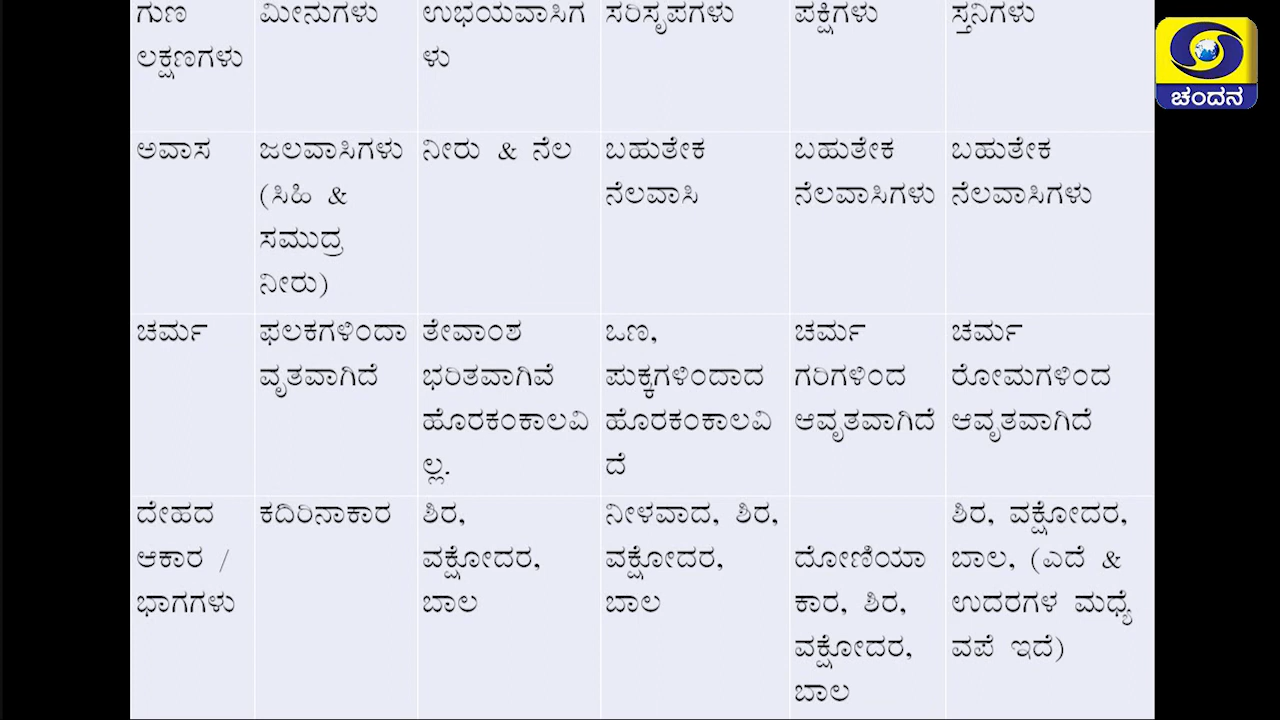 ಗುಣ ಲಕ್ಷಣಗಳು
ಮೀನುಗಳು
ಉಭಯವಾಸಿಗ
ಳು
ಸರಿಸೃಪಗಳು
ಪಕ್ಷಿಗಳು
ಸ್ತನಿಗಳು
ಅವಾಸ
ಜಲವಾಸಿಗಳು
(ಸಿಹಿ &
ಸಮುದ್ರ
ನೀರು)
ನೀರು & ನೆಲ
ಬಹುತೇಕ
ನೆಲವಾಸಿ
ಬಹುತೇಕ
ನೆಲವಾಸಿಗಳು
ಬಹುತೇಕ
ನೆಲವಾಸಿಗಳು
ಚರ್ಮ
ಫಲಕಗಳಿಂದಾ
ವೃತವಾಗಿದೆ
ತೇವಾಂಶ
ಭರಿತವಾಗಿವೆ
ಹೊರಕಂಕಾಲವಿ
ಲ್ಲ.
ಒಣ,
ಪುಕ್ಕಗಳಿಂದಾದ
ಹೊರಕಂಕಾಲವಿ
ದೆ
ಚರ್ಮ
ಗರಿಗಳಿಂದ
ಆವೃತವಾಗಿದೆ
ಚರ್ಮ
ರೋಮಗಳಿಂದ
ಆವೃತವಾಗಿದೆ
ದೇಹದ
ಆಕಾರ /
ಭಾಗಗಳು
ಕದಿರಿನಾಕಾರ
ಶಿರ,
ವಕ್ಷೋದರ,
ಬಾಲ
ನೀಳವಾದ, ಶಿರ,
ವಕ್ಷೋದರ,
ಬಾಲ
ದೋಣಿಯಾ
ಕಾರ, ಶಿರ,
ವಕ್ಷೋದರ,
ಬಾಲ
ಶಿರ, ವಕ್ಷೋದರ,
ಬಾಲ, (ಎದೆ &
ಉದರಗಳ ಮಧ್ಯೆ
ವಪೆ ಇದೆ)
ಚಂದನ